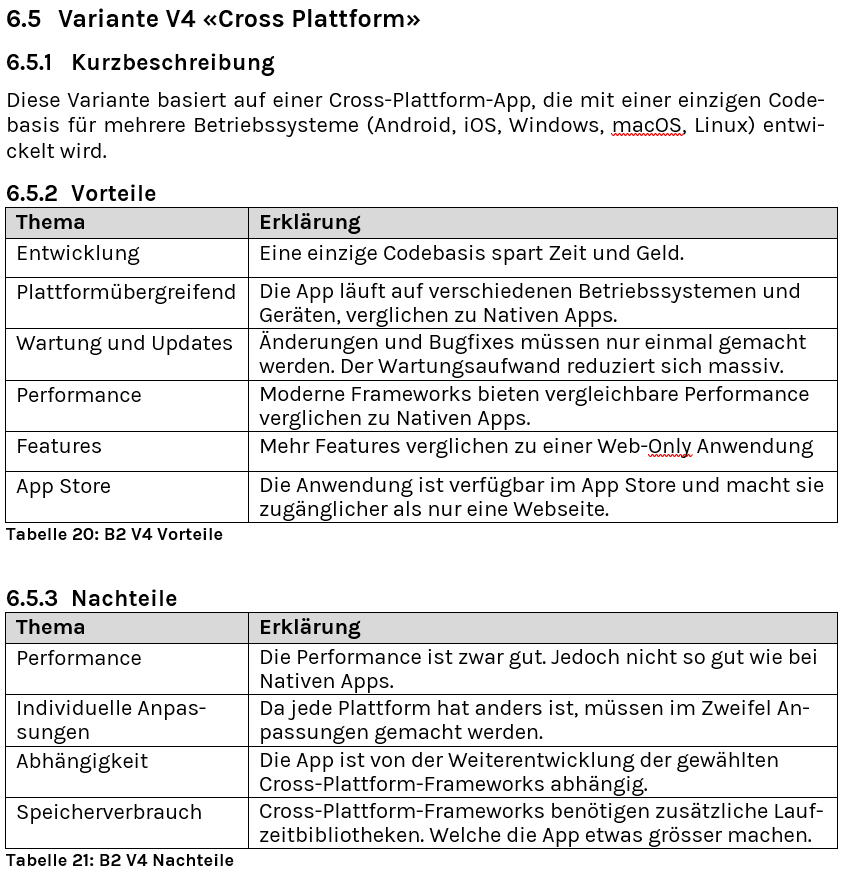 6.5 Variante V4 «Cross Plattform»
6.5.1 Kurzbeschreibung
Diese Variante basiert auf einer Cross-Plattform-App, die mit einer einzigen Code-
basis für mehrere Betriebssysteme (Android, iOS, Windows, macOS, Linux) entwi-
ckelt wird.
6.5.2 Vorteile
Thema Erklärung
Entwicklung Eine einzige Codebasis spart Zeit und Geld.
Plattformübergreifend Die App läuft auf verschiedenen Betriebssystemen und
Geräten, verglichen zu Nativen Apps.
Wartung und Updates Änderungen und Bugfixes müssen nur einmal gemacht
werden. Der Wartungsaufwand reduziert sich massiv.
Performance Moderne Frameworks bieten vergleichbare Performance
verglichen zu Nativen Apps.
Features Mehr Features verglichen zu einer Web-Only Anwendung
App Store Die Anwendung ist verfügbar im App Store und macht sie
zugänglicher als nur eine Webseite.
Tabelle 20: B2 V4 Vorteile
6.5.3 Nachteile
Thema Erklärung
Performance Die Performance ist zwar gut. Jedoch nicht so gut wie bei
Nativen Apps.
Individuelle Anpas- Da jede Plattform hat anders ist, müssen im Zweifel An-
sungen passungen gemacht werden.
Abhängigkeit Die App ist von der Weiterentwicklung der gewählten
Cross-Plattform-Frameworks abhängig.
Speicherverbrauch Cross-Plattform-Frameworks benötigen zusätzliche Lauf-
zeitbibliotheken. Welche die App etwas grösser machen.
Tabelle 21: B2 V4 Nachteile